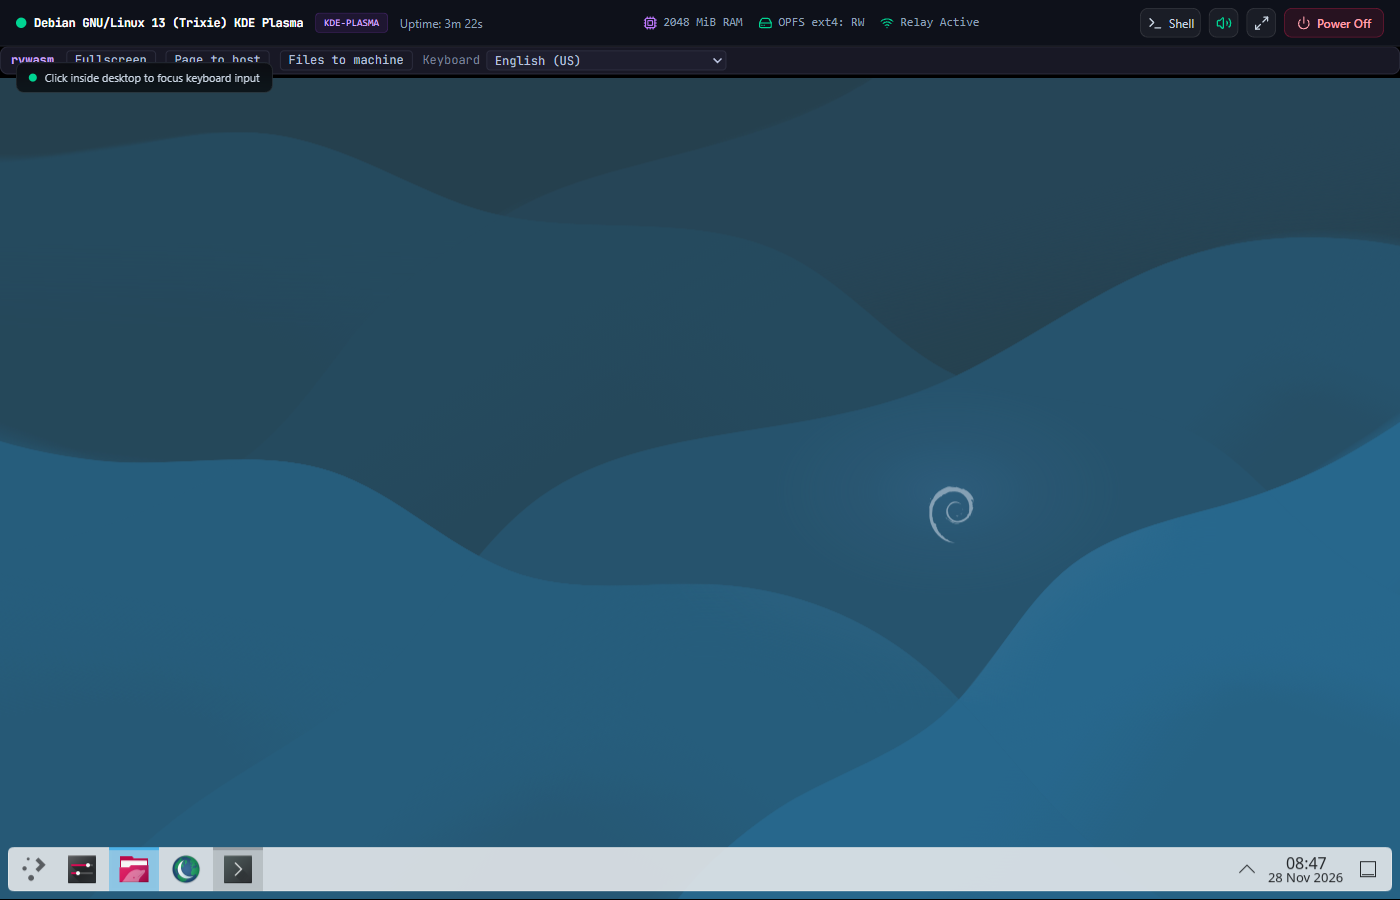 Debian GNU/Linux 13 (Trixie) KDE Plasma KDE-PLASMA Uptime: 3m 22s 2048 MiB RAM OPFS ext4: RW Relay Active Shell Power Off
rvwasm Fullscreen Page to host Files to machine Keyboard English (US)
Click inside desktop to focus keyboard input
08:47
28 Nov 2026